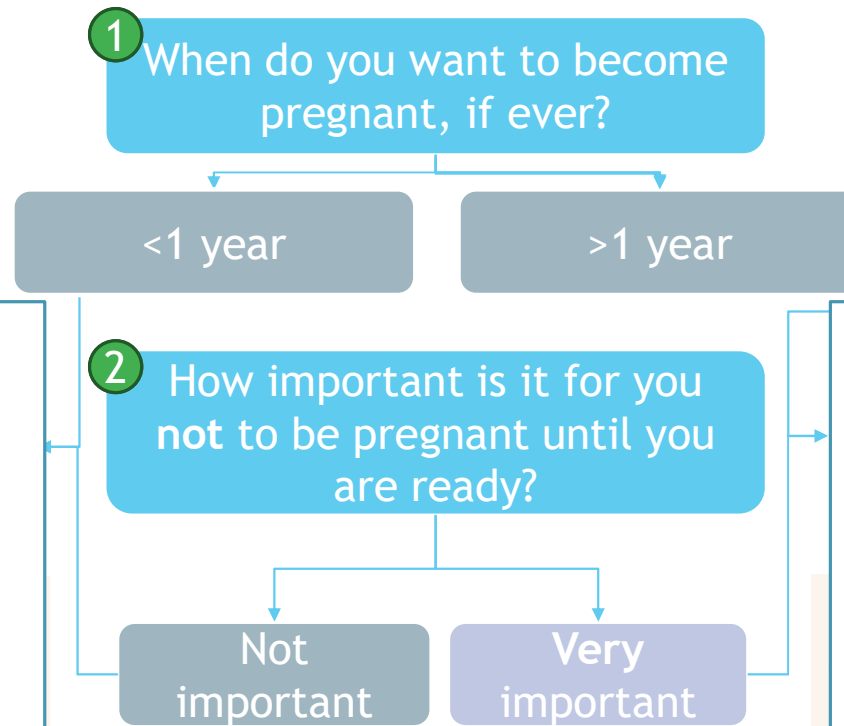 1
When do you want to become
pregnant, if ever?
<1 year
>1 year
2
How important is it for you
not to be pregnant until you
are ready?
Not
important
Very
important